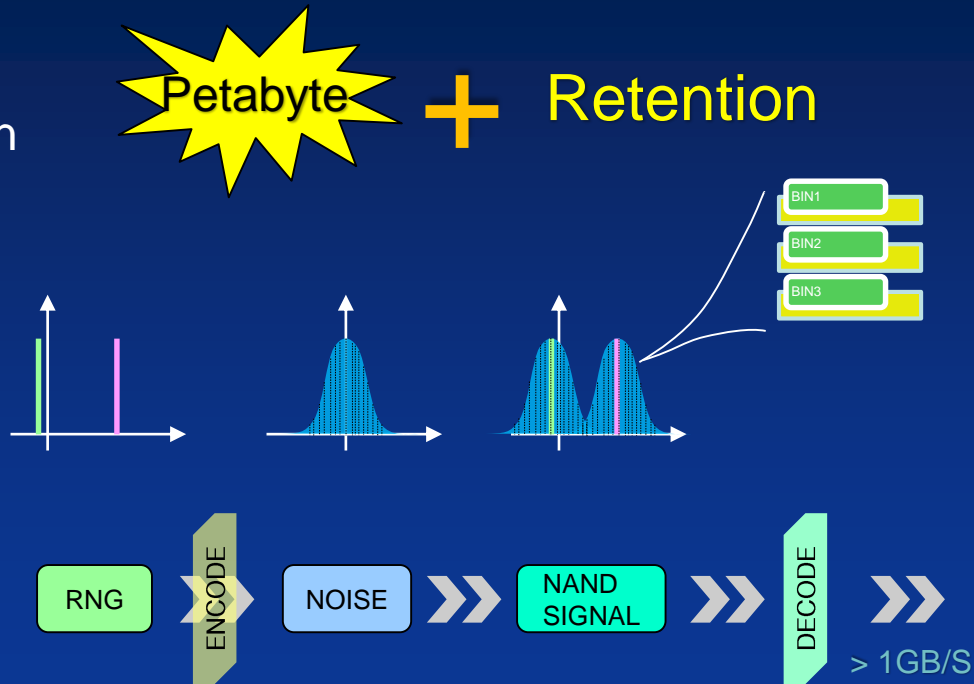 Petabyte
+
Retention
n
BIN1
BIN2
BIN3
RNG
ENCODE
NOISE
NAND
SIGNAL
DECODE
> 1GB/S